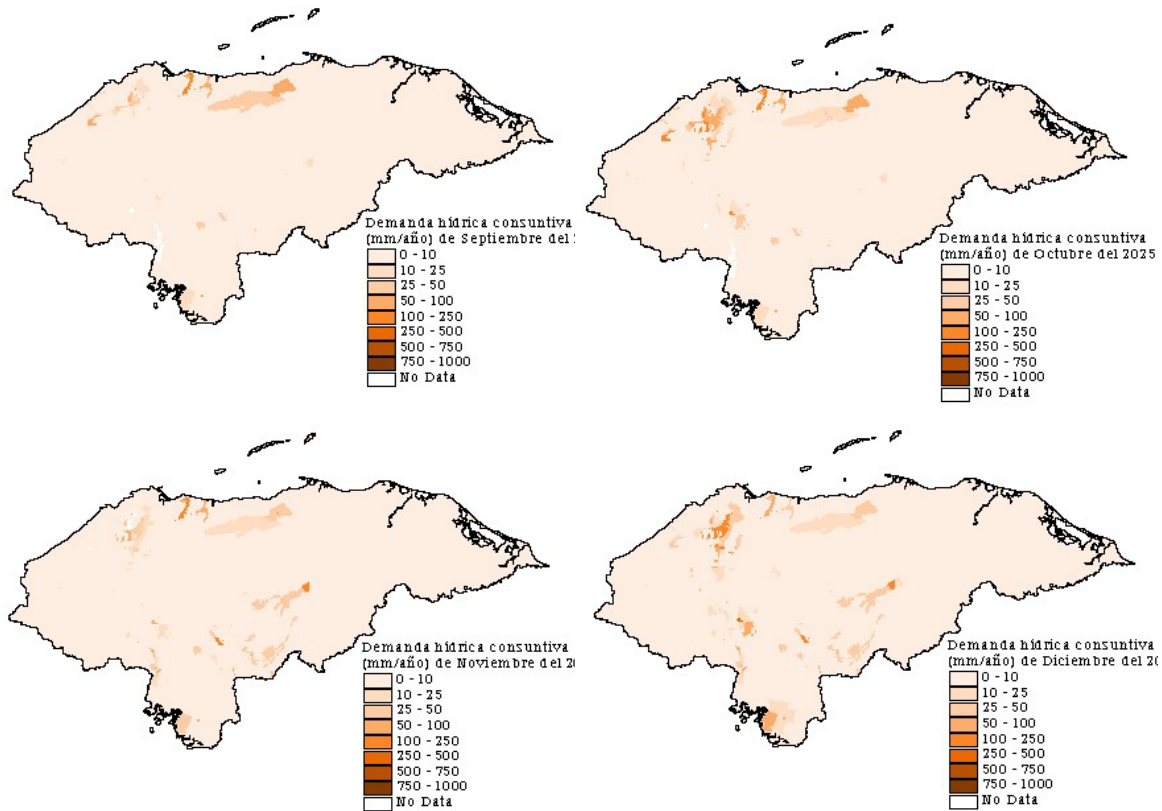 Demanda hídrica consuntiva
(mm/año) de Septiembre del
0 - 10
10 - 25
25 - 50
50 - 100
100 - 250
250 - 500
500 - 750
750 - 1000
No Data
Demanda hídrica consuntiva
(mm/año) de Octubre del 2025
0 - 10
10 - 25
25 - 50
50 - 100
100 - 250
250 - 500
500 - 750
750 - 1000
No Data
Demanda hídrica consuntiva
(mm/año) de Noviembre del
0 - 10
10 - 25
25 - 50
50 - 100
100 - 250
250 - 500
500 - 750
750 - 1000
No Data
Demanda hídrica consuntiva
(mm/año) de Diciembre del
0 - 10
10 - 25
25 - 50
50 - 100
100 - 250
250 - 500
500 - 750
750 - 1000
No Data